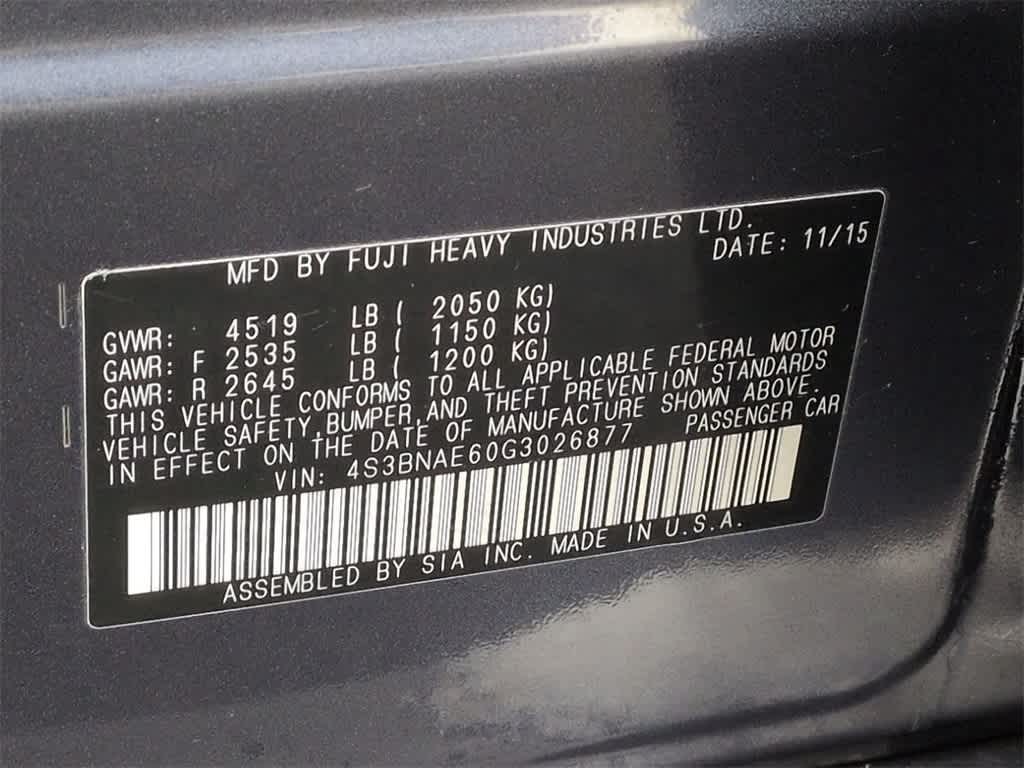 MFD BY FUJI HEAVY INDUSTRIES LTD.
DATE: 11/15
GVWR: 4519 LB ( 2050 KG)
GAWR: F 2535 LB ( 1150 KG)
GAWR: R 2645 LB ( 1200 KG)
THIS VEHICLE CONFORMS TO ALL APPLICABLE FEDERAL MOTOR
VEHICLE SAFETY, BUMPER, AND THEFT PREVENTION STANDARDS
IN EFFECT ON THE DATE OF MANUFACTURE SHOWN ABOVE.
VIN: 4S3BNAE60G3026877 PASSENGER CAR
ASSEMBLED BY SIA INC. MADE IN U.S.A.